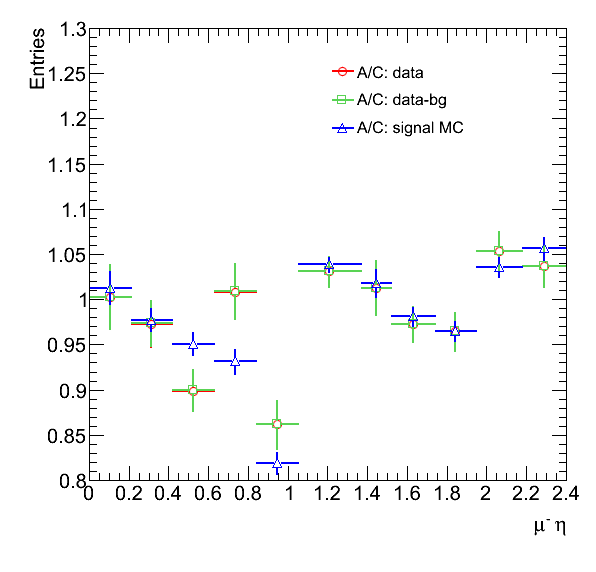 Entries
1.3
1.25
1.2
1.15
1.1
1.05
1
0.95
0.9
0.85
0.8
A/C: data
A/C: data-bg
A/C: signal MC
0 0.2 0.4 0.6 0.8 1 1.2 1.4 1.6 1.8 2 2.2 2.4
μ- η